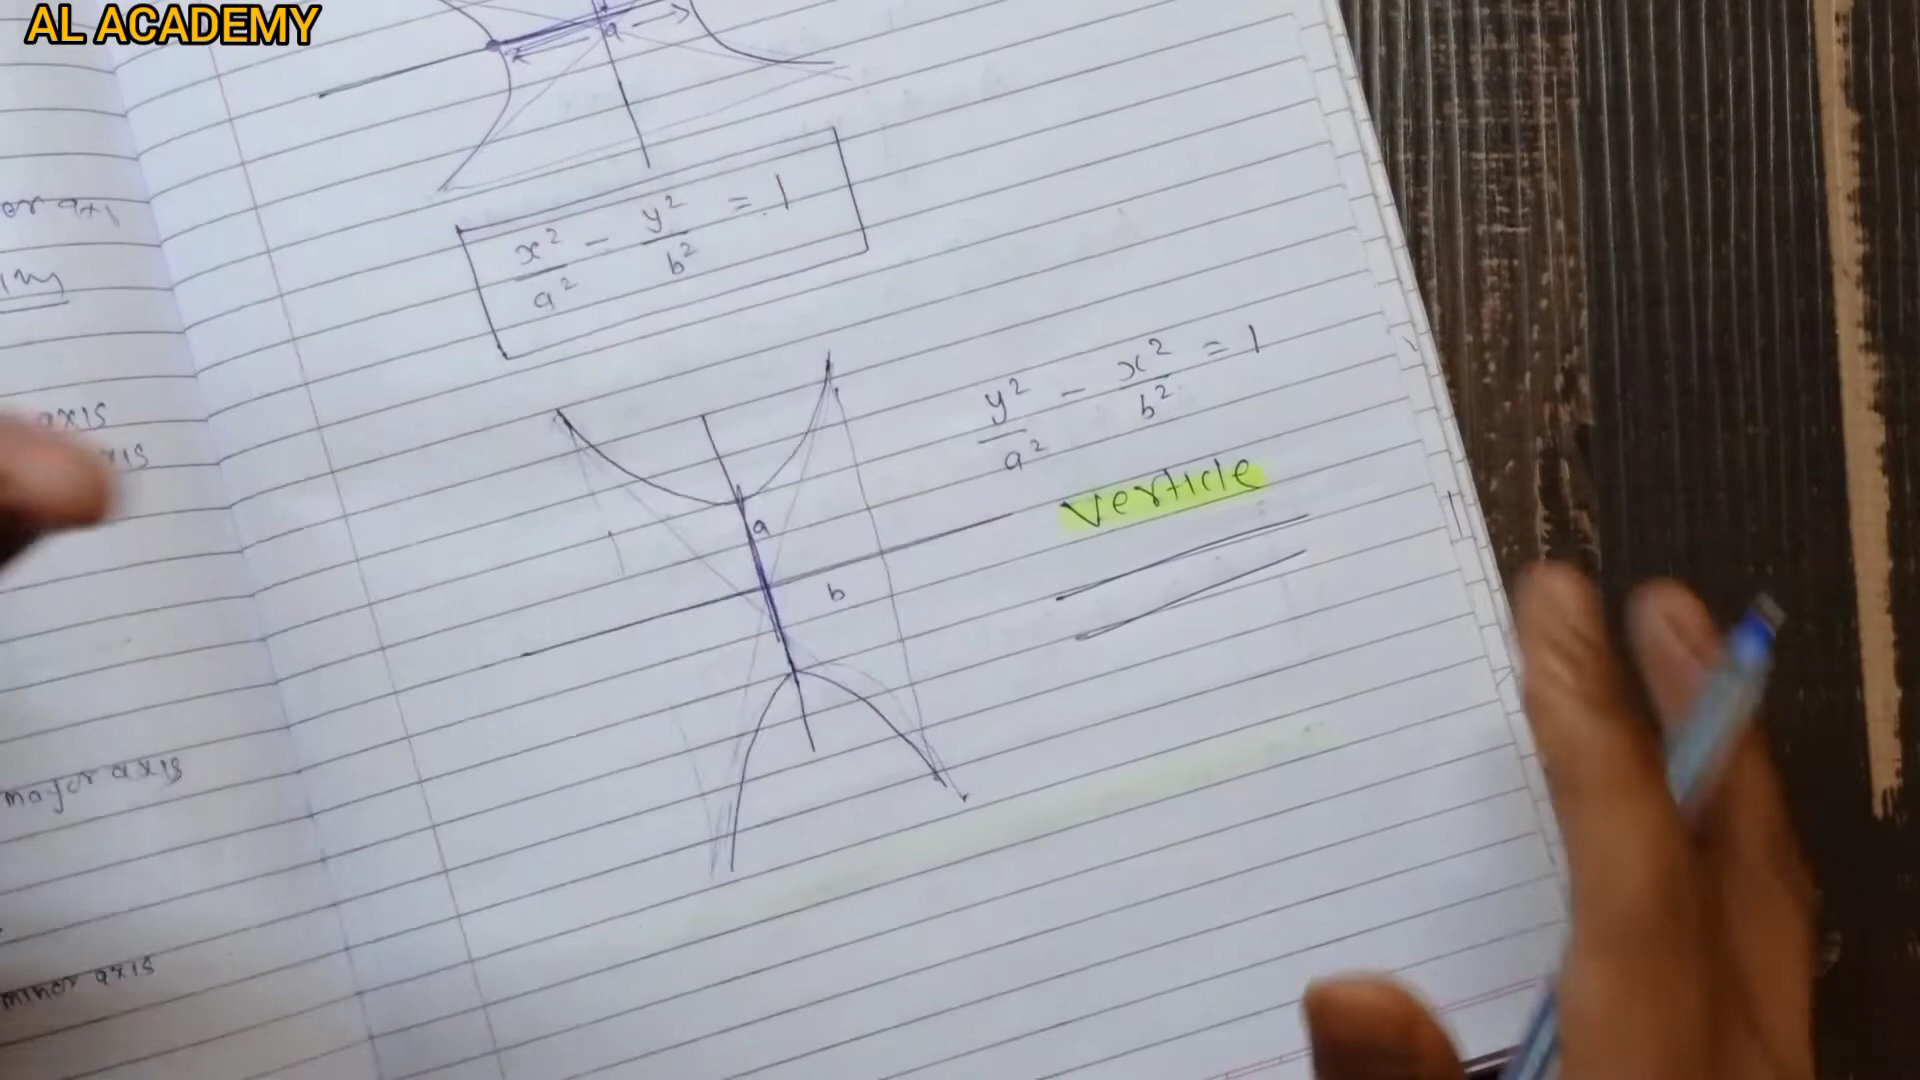 AL ACADEMY
a
x²/a² - y²/b² = 1
axis
y²/a² - x²/b² = 1
verticle
a
b
major axis
minor axis